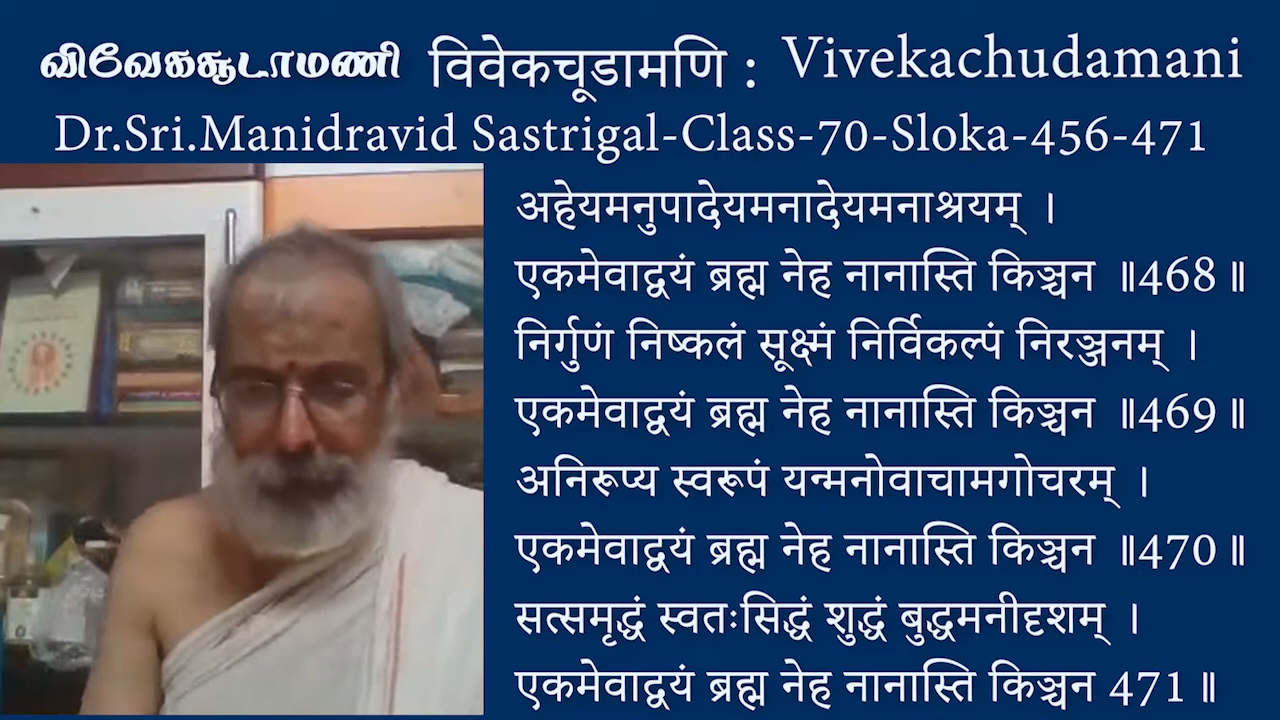 விவேகசூடாமணி विवेकचूडामणि : Vivekachudamani
Dr.Sri.Manidravid Sastrigal-Class-70-Sloka-456-471
अहेयमनुपादेयमनादेयमनाश्रयम् ।
एकमेवाद्वयं ब्रह्म नेह नानास्ति किञ्चन ॥468॥
निर्गुणं निष्कलं सूक्ष्मं निर्विकल्पं निरञ्जनम् ।
एकमेवाद्वयं ब्रह्म नेह नानास्ति किञ्चन ॥469॥
अनिरूप्य स्वरूपं यन्मनोवाचामगोचरम् ।
एकमेवाद्वयं ब्रह्म नेह नानास्ति किञ्चन ॥470॥
सत्समृद्धं स्वतःसिद्धं शुद्धं बुद्धमनीदृशम् ।
एकमेवाद्वयं ब्रह्म नेह नानास्ति किञ्चन 471॥